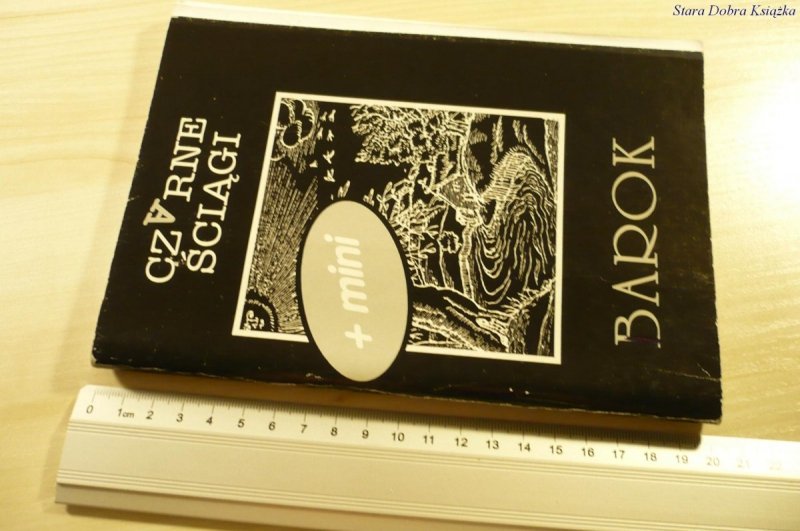 Stara Dobra Książka
CZARNE
ŚCIĄGI
+ mini
BAROK
0 1cm 2 3 4 5 6 7 8 9 10 11 12 13 14 15 16 17 18 19 20 21 22